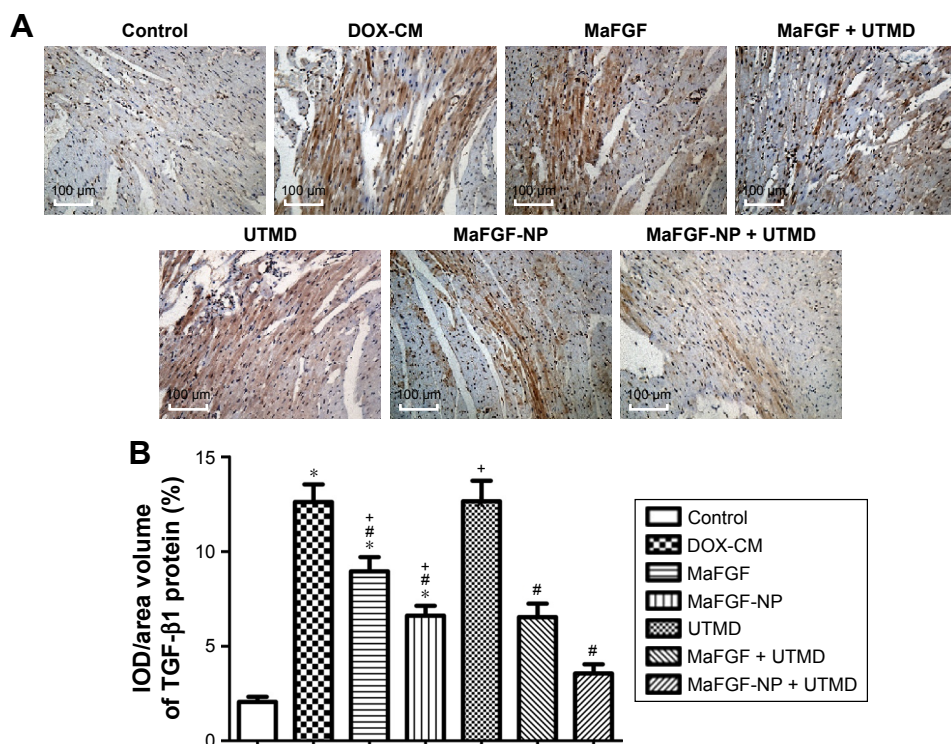 A
Control
DOX-CM
MaFGF
MaFGF + UTMD
100 μm
100 μm
100 μm
100 μm
UTMD
MaFGF-NP
MaFGF-NP + UTMD
100 μm
100 μm
100 μm
B
IOD/area volume
of TGF-β1 protein (%)
15
10
5
0
*
+
#
*
+
#
*
+
#
#
Control
DOX-CM
MaFGF
MaFGF-NP
UTMD
MaFGF + UTMD
MaFGF-NP + UTMD